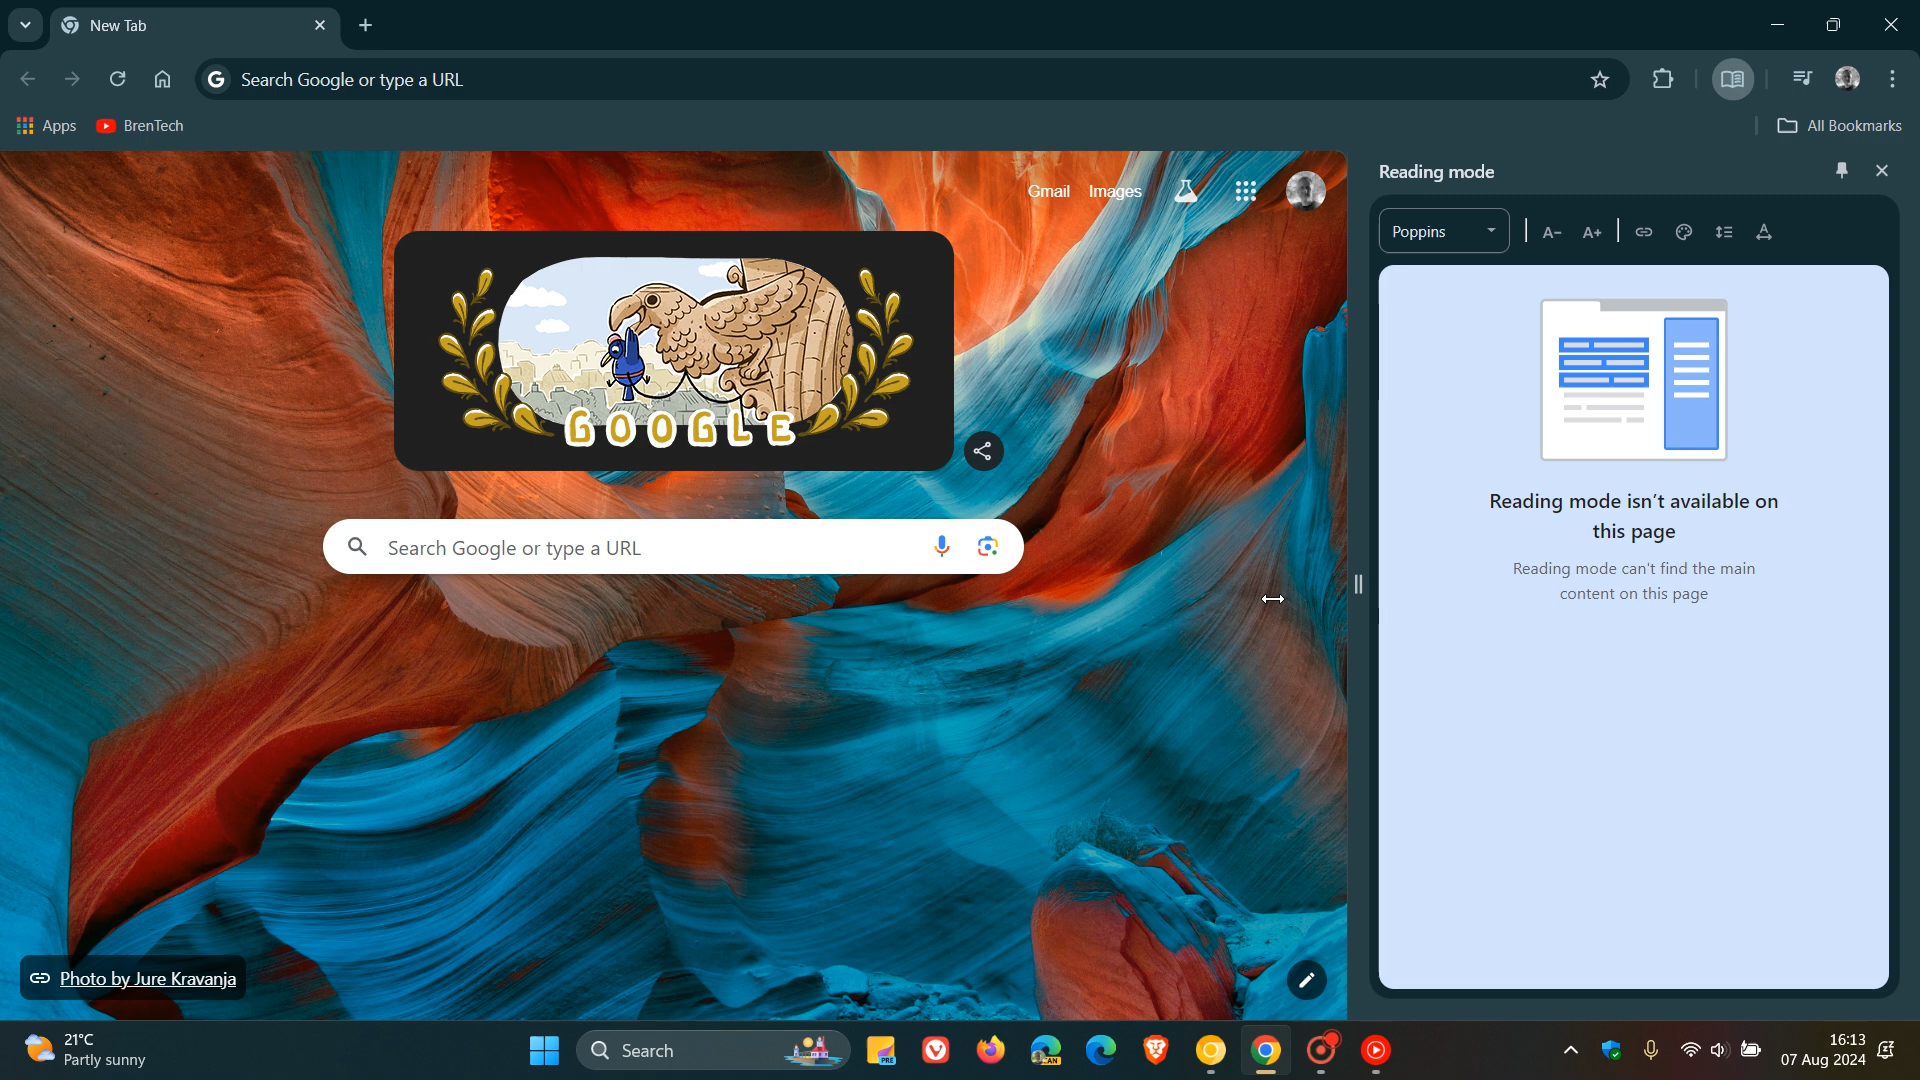 New Tab
Search Google or type a URL
Apps
BrenTech
All Bookmarks
Gmail
Images
GOOGLE
Search Google or type a URL
Photo by Jure Kravanja
Reading mode
Poppins
A-
A+
Reading mode isn't available on
this page
Reading mode can't find the main
content on this page
21°C
Partly sunny
Search
PRE
CAN
16:13
07 Aug 2024